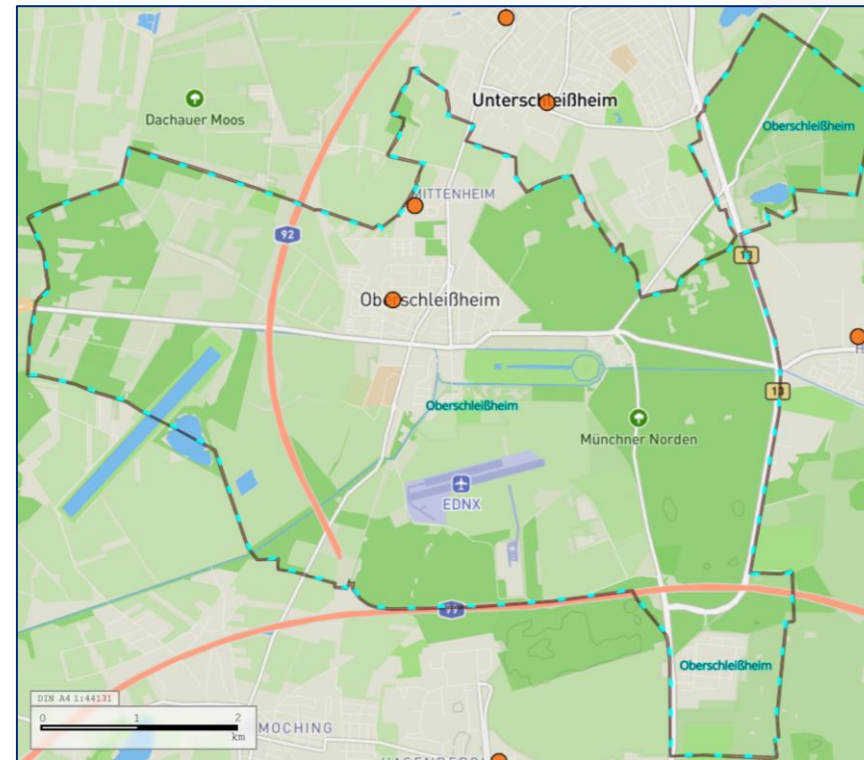 Unterschleißheim
Dachauer Moos
Oberschleißheim
MITTENHEIM
92
13
Oberschleißheim
H
13
Oberschleißheim
Münchner Norden
EDNX
99
Oberschleißheim
DIN A4 1:44131
0 1 2
km
MOCHING